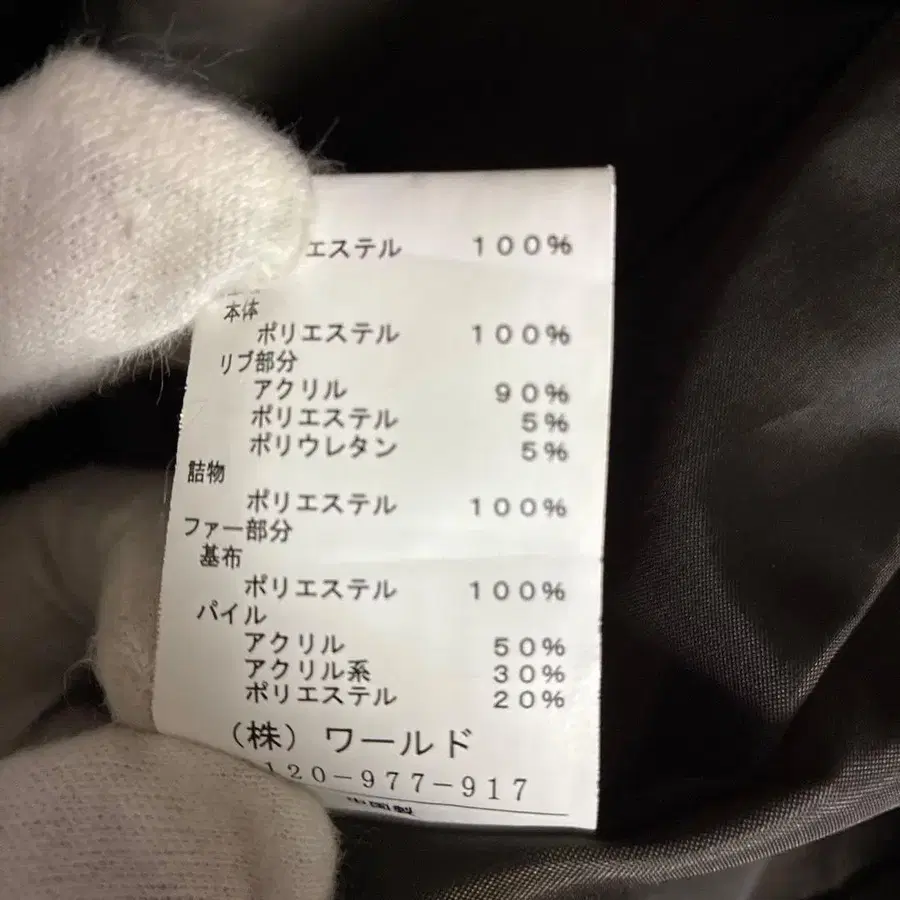 エステル 100%
本体
ポリエステル 100%
リブ部分
アクリル 90%
ポリエステル 5%
ポリウレタン 5%
詰物
ポリエステル 100%
ファー部分
基布
ポリエステル 100%
パイル
アクリル 50%
アクリル系 30%
ポリエステル 20%
(株)ワールド
120-977-917
中国製